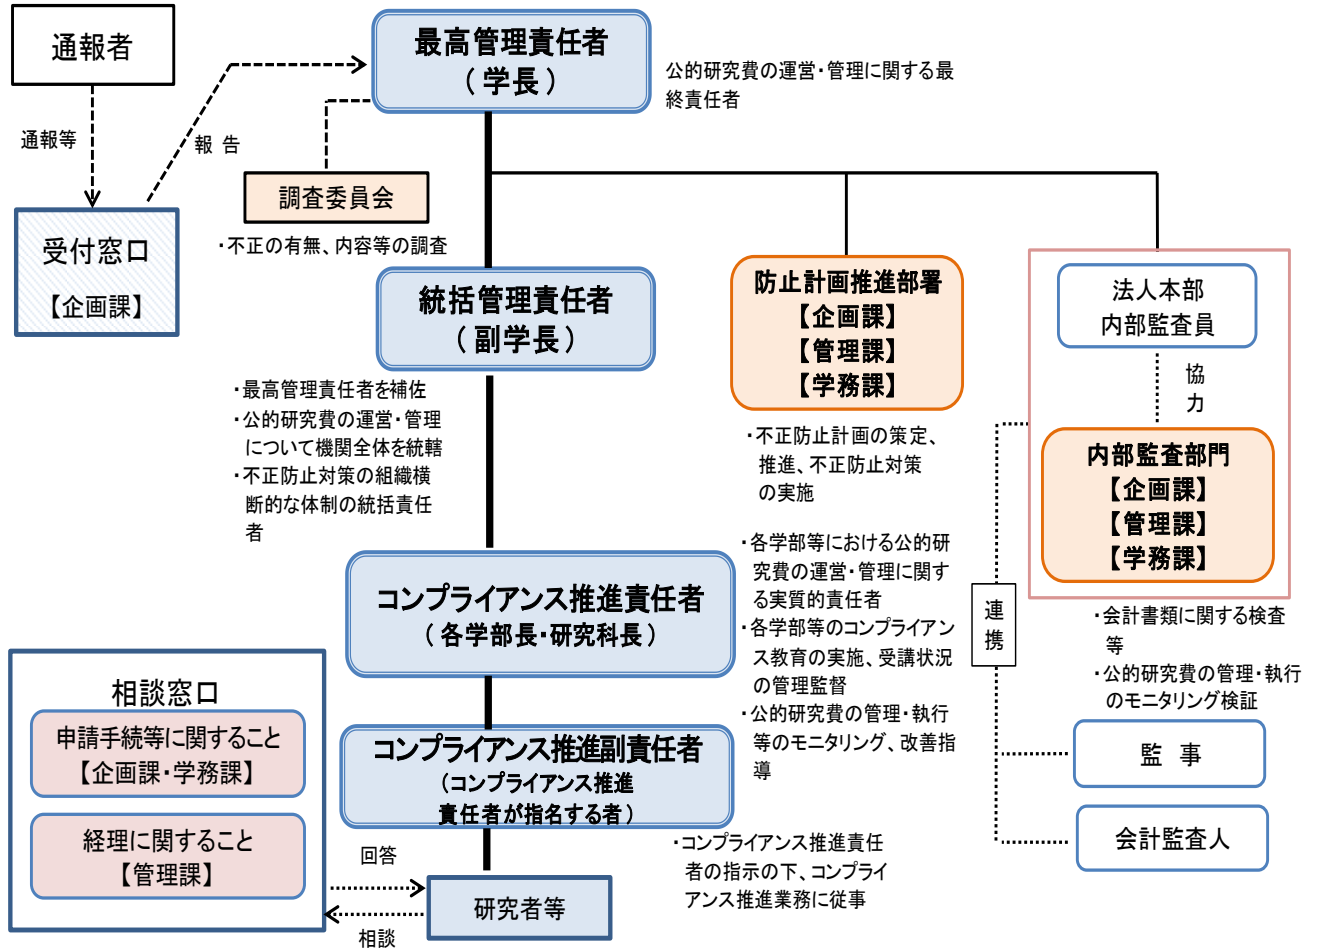 通報者
通報等
受付窓口
【企画課】
報 告
最高管理責任者
（ 学長 ）
公的研究費の運営・管理に関する最
終責任者
調査委員会
・不正の有無、内容等の調査
統括管理責任者
（ 副学長 ）
・最高管理責任者を補佐
・公的研究費の運営・管理
について機関全体を統轄
・不正防止対策の組織横
断的な体制の統括責任
者
防止計画推進部署
【企画課】
【管理課】
【学務課】
・不正防止計画の策定、
推進、不正防止対策
の実施
法人本部
内部監査員
協
力
内部監査部門
【企画課】
【管理課】
【学務課】
・会計書類に関する検査
等
・公的研究費の管理・執行
のモニタリング検証
連
携
監　事
会計監査人
コンプライアンス推進責任者
（ 各学部長・研究科長 ）
・各学部等における公的研
究費の運営・管理に関す
る実質的責任者
・各学部等のコンプライアン
ス教育の実施、受講状況
の管理監督
・公的研究費の管理・執行
等のモニタリング、改善指
導
コンプライアンス推進副責任者
（コンプライアンス推進
責任者が指名する者）
・コンプライアンス推進責任
者の指示の下、コンプライ
アンス推進業務に従事
相談窓口
申請手続等に関すること
【企画課・学務課】
経理に関すること
【管理課】
回答
相談
研究者等